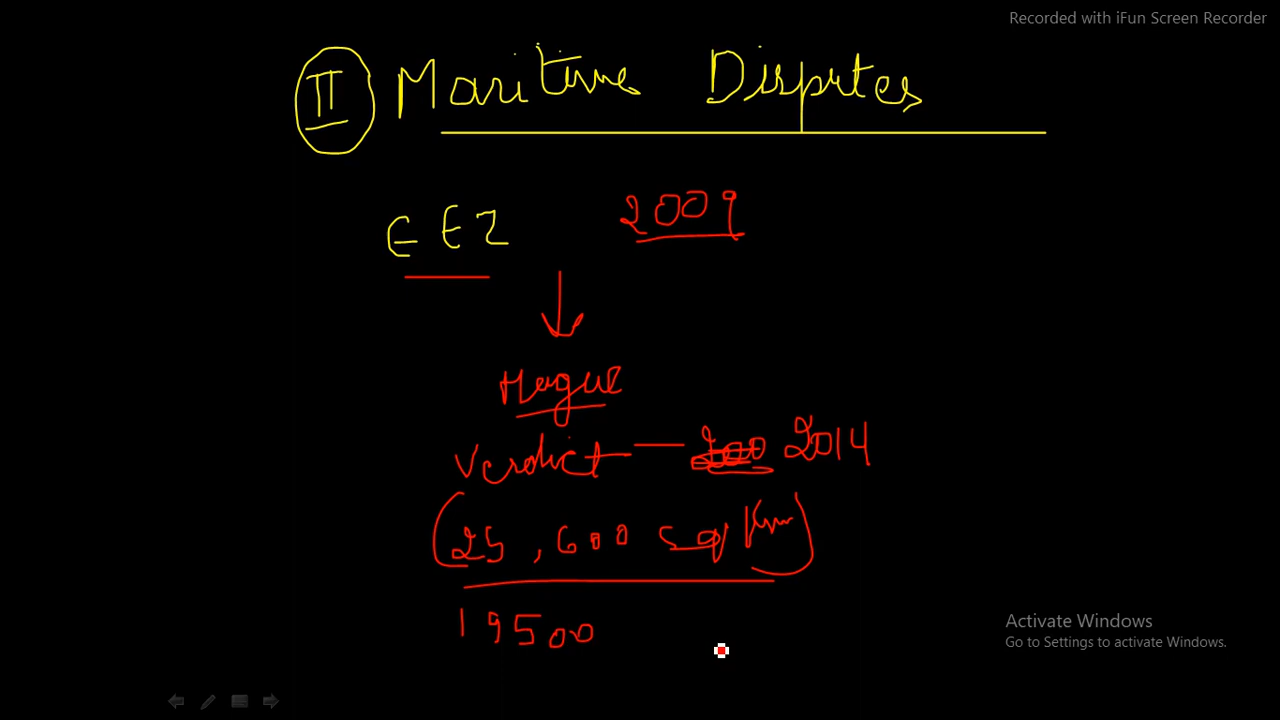 Recorded with iFun Screen Recorder
II Maritime Disputes
EEZ 2009
Hague
Verdict — 2014
(25,600 sq km)
19500
Activate Windows
Go to Settings to activate Windows.